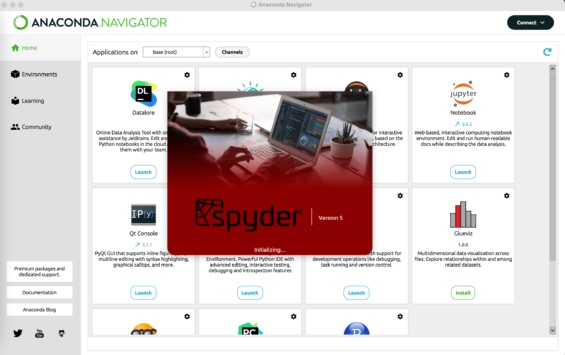 Anaconda Navigator
ANACONDA.NAVIGATOR
Connect
Home
Environments
Learning
Community
Applications on
base (root)
Channels
DL
Datalore
Online Data Analysis Tool with sm
assistance by JetBrains. Edit and
Python notebooks in the cloud
them with your team.
Launch
r interactive
based on the
chitecture.
jupyter
Notebook
6.4.2
Web-based, interactive computing notebook
environment. Edit and run human-readable
docs while describing the data analysis.
Launch
spyder
Version 5
Initializing...
IP[y]:
Qt Console
5.1.1
PyQt GUI that supports inline figu
multiline editing with syntax highlighting,
graphical calltips, and more.
Launch
EnviRonment. Powerful Python IDE with
advanced editing, interactive testing,
debugging and introspection features
Launch
th support for
development operations like debugging,
task running and version control.
Launch
Glueviz
1.0.0
Multidimensional data visualization across
files. Explore relationships within and among
related datasets.
Install
Premium packages and
dedicated support.
Documentation
Anaconda Blog
You
Tube
PC